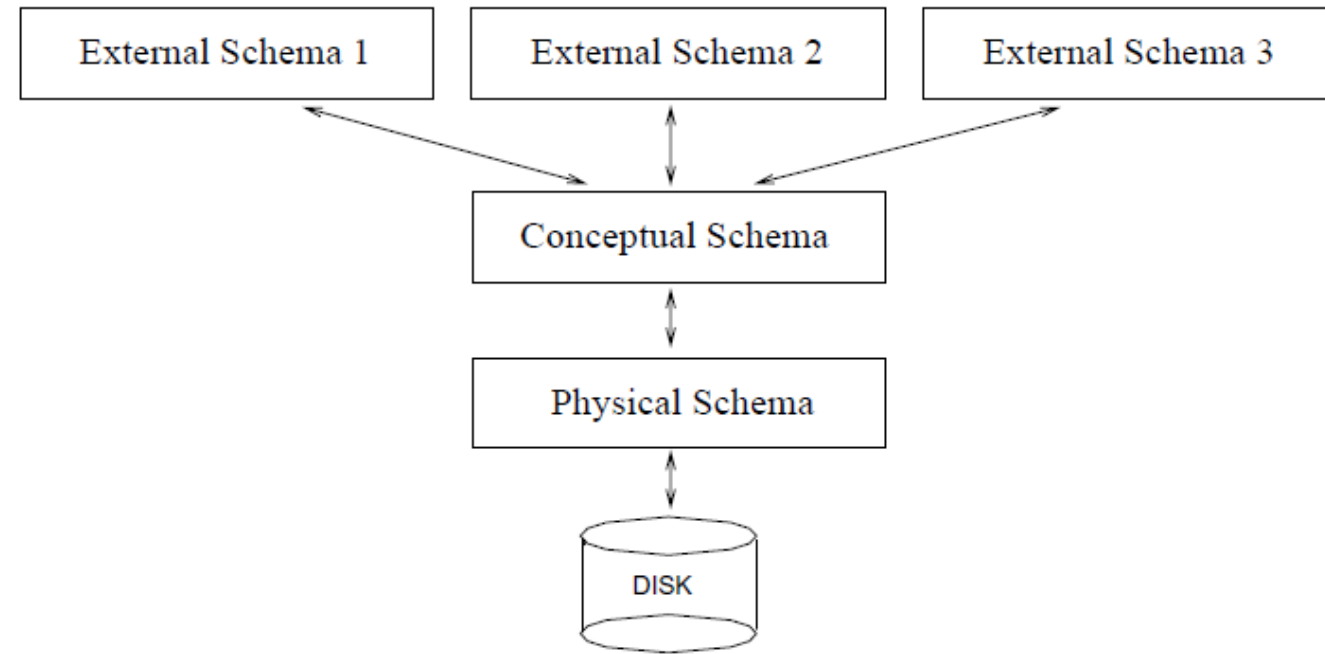 External Schema 1
External Schema 2
External Schema 3
Conceptual Schema
Physical Schema
DISK